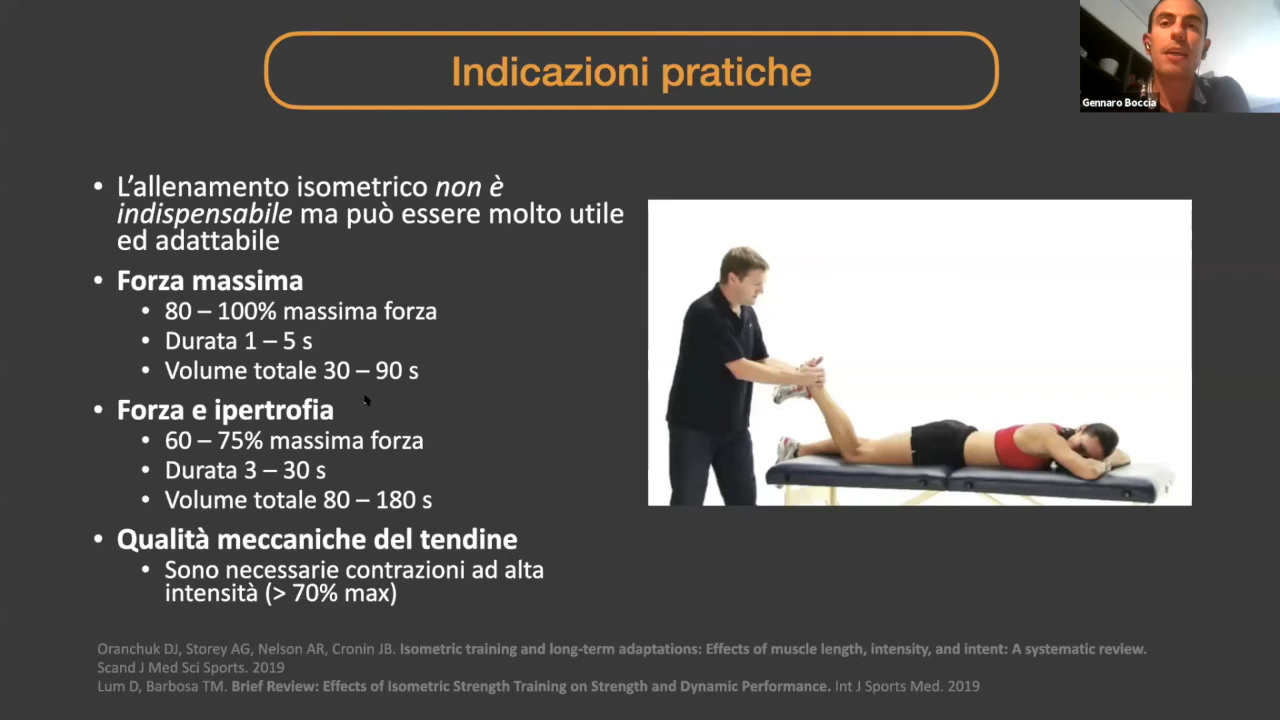 Indicazioni pratiche
Gennaro Boccia
• L'allenamento isometrico non è
indispensabile ma può essere molto utile
ed adattabile
• Forza massima
• 80 – 100% massima forza
• Durata 1 – 5 s
• Volume totale 30 – 90 s
• Forza e ipertrofia
• 60 – 75% massima forza
• Durata 3 – 30 s
• Volume totale 80 – 180 s
• Qualità meccaniche del tendine
• Sono necessarie contrazioni ad alta
intensità (> 70% max)
Oranchuk DJ, Storey AG, Nelson AR, Cronin JB. Isometric training and long-term adaptations: Effects of muscle length, intensity, and intent: A systematic review.
Scand J Med Sci Sports. 2019
Lum D, Barbosa TM. Brief Review: Effects of Isometric Strength Training on Strength and Dynamic Performance. Int J Sports Med. 2019